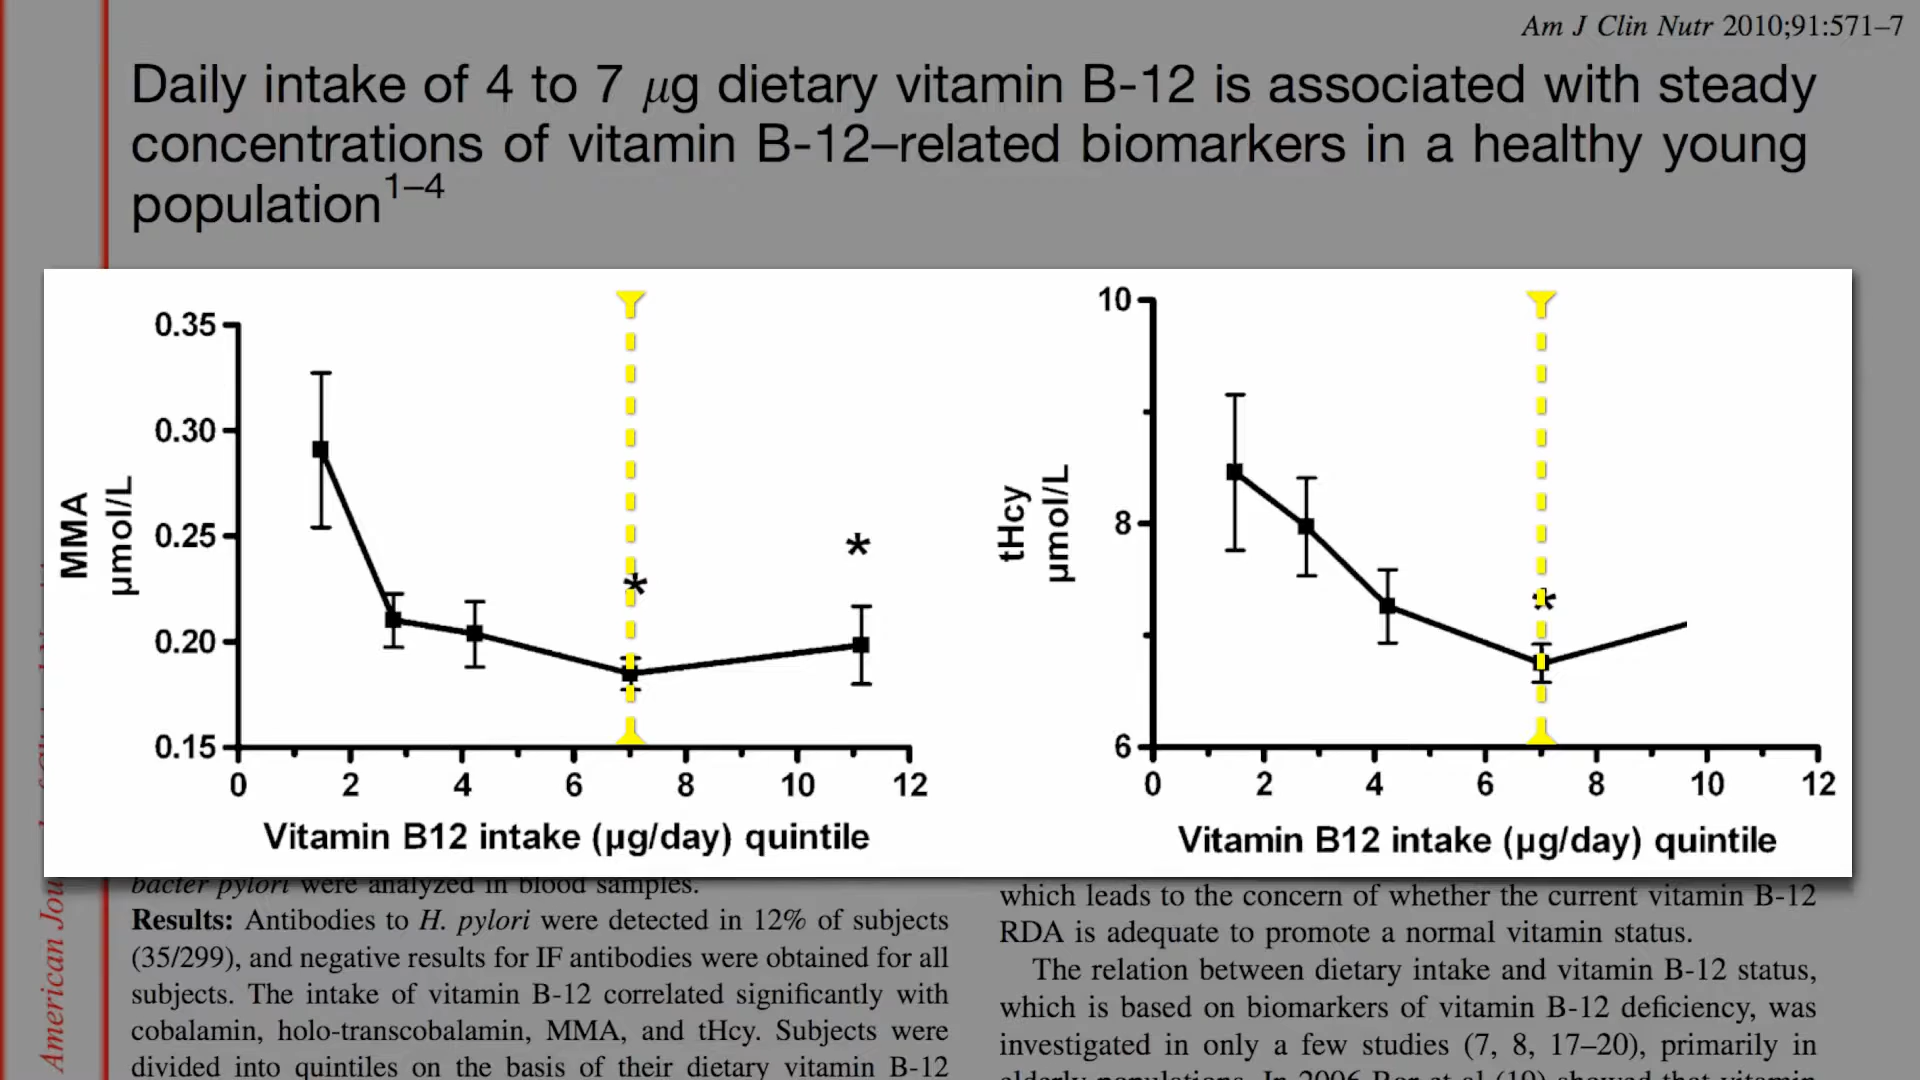 Am J Clin Nutr 2010;91:571–7
Daily intake of 4 to 7 µg dietary vitamin B-12 is associated with steady
concentrations of vitamin B-12–related biomarkers in a healthy young
population1–4
0.35
0.30
0.25
0.20
0.15
MMA
µmol/L
*
*
0 2 4 6 8 10 12
Vitamin B12 intake (µg/day) quintile
10
8
6
tHcy
µmol/L
*
0 2 4 6 8 10 12
Vitamin B12 intake (µg/day) quintile
bacter pylori were analyzed in blood samples.
Results: Antibodies to H. pylori were detected in 12% of subjects
(35/299), and negative results for IF antibodies were obtained for all
subjects. The intake of vitamin B-12 correlated significantly with
cobalamin, holo-transcobalamin, MMA, and tHcy. Subjects were
divided into quintiles on the basis of their dietary vitamin B-12
which leads to the concern of whether the current vitamin B-12
RDA is adequate to promote a normal vitamin status.
The relation between dietary intake and vitamin B-12 status,
which is based on biomarkers of vitamin B-12 deficiency, was
investigated in only a few studies (7, 8, 17–20), primarily in
American Jou